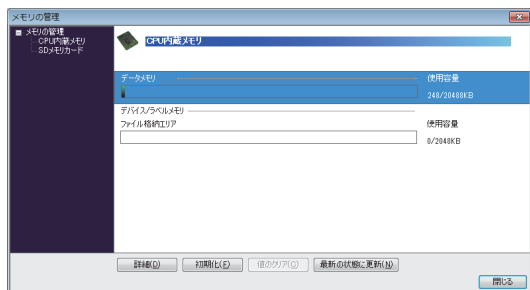 メモリの管理
メモリの管理
CPU内蔵メモリ
SDメモリカード
CPU内蔵メモリ
データメモリ
使用容量
248/20488KB
デバイス/ラベルメモリ
ファイル格納エリア
使用容量
0/2048KB
詳細(D)
初期化(F)
値のクリア(C)
最新の状態に更新(N)
閉じる